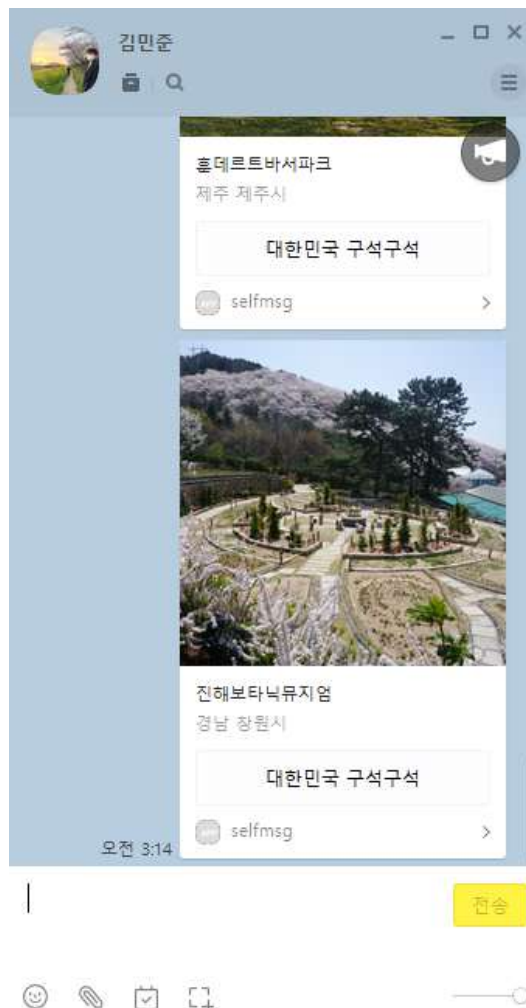 김민준
훈데르트바서파크
제주 제주시
대한민국 구석구석
selfmsg
진해보타닉뮤지엄
경남 창원시
대한민국 구석구석
selfmsg
오전 3:14
전송